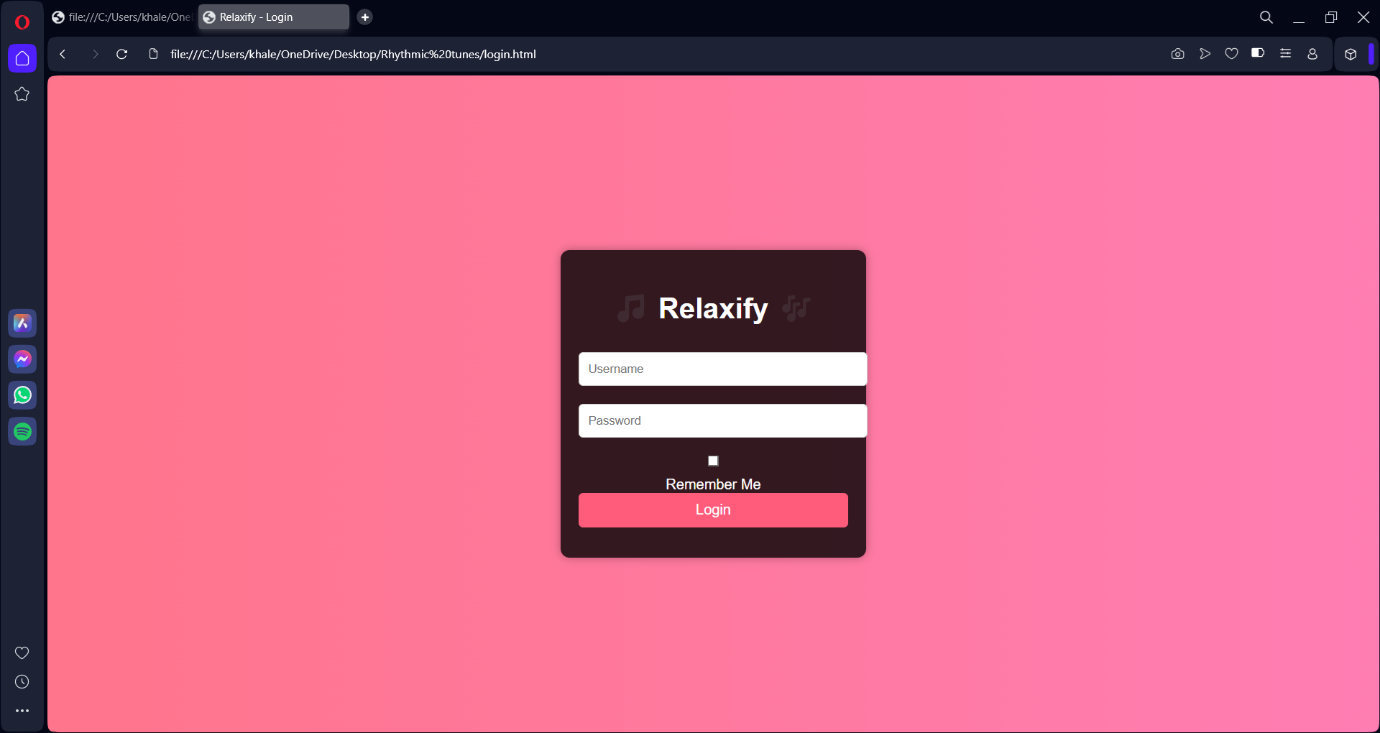 file:///C:/Users/khale/One
Relaxify - Login
file:///C:/Users/khale/OneDrive/Desktop/Rhythmic%20tunes/login.html
🎵 Relaxify 🎶
Username
Password
Remember Me
Login